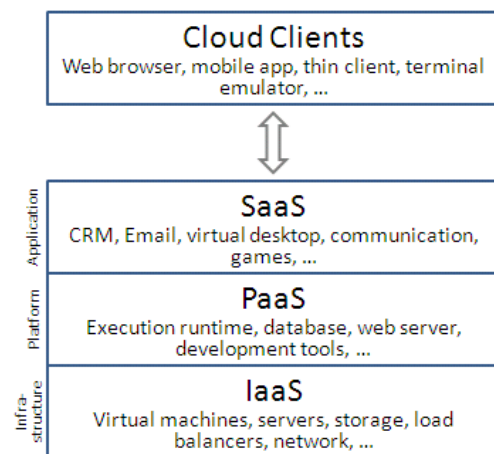 Cloud Clients
Web browser, mobile app, thin client, terminal
emulator, ...
Application
SaaS
CRM, Email, virtual desktop, communication,
games, ...
Platform
PaaS
Execution runtime, database, web server,
development tools, ...
Infra-
structure
IaaS
Virtual machines, servers, storage, load
balancers, network, ...